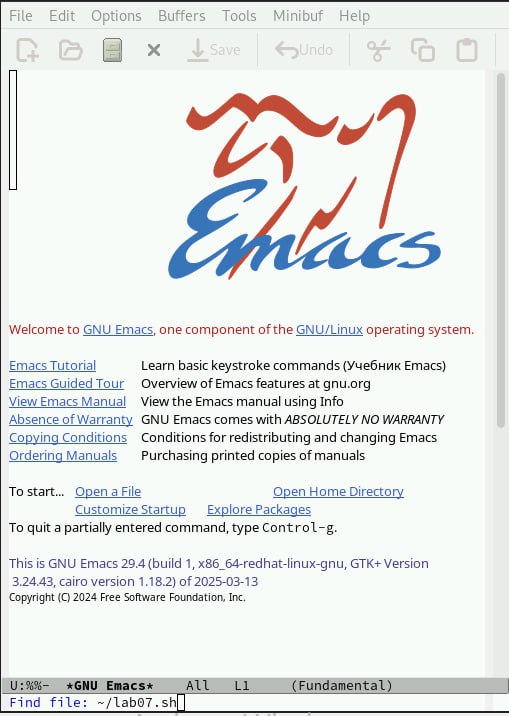 File Edit Options Buffers Tools Minibuf Help
Save Undo
Emacs
Welcome to GNU Emacs, one component of the GNU/Linux operating system.
Emacs Tutorial Learn basic keystroke commands (Учебник Emacs)
Emacs Guided Tour Overview of Emacs features at gnu.org
View Emacs Manual View the Emacs manual using Info
Absence of Warranty GNU Emacs comes with ABSOLUTELY NO WARRANTY
Copying Conditions Conditions for redistributing and changing Emacs
Ordering Manuals Purchasing printed copies of manuals
To start... Open a File Open Home Directory
Customize Startup Explore Packages
To quit a partially entered command, type Control-g.
This is GNU Emacs 29.4 (build 1, x86_64-redhat-linux-gnu, GTK+ Version
3.24.43, cairo version 1.18.2) of 2025-03-13
Copyright (C) 2024 Free Software Foundation, Inc.
U:%%- *GNU Emacs* All L1 (Fundamental)
Find file: ~/lab07.sh